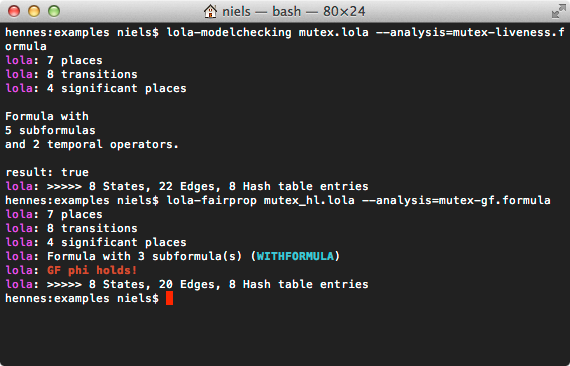 niels — bash — 80×24
hennes:examples niels$ lola-modelchecking mutex.lola --analysis=mutex-liveness.f
ormula
lola: 7 places
lola: 8 transitions
lola: 4 significant places
Formula with
5 subformulas
and 2 temporal operators.
result: true
lola: >>>>> 8 States, 22 Edges, 8 Hash table entries
hennes:examples niels$ lola-fairprop mutex_hl.lola --analysis=mutex-gf.formula
lola: 7 places
lola: 8 transitions
lola: 4 significant places
lola: Formula with 3 subformula(s) (WITHFORMULA)
lola: GF phi holds!
lola: >>>>> 8 States, 20 Edges, 8 Hash table entries
hennes:examples niels$